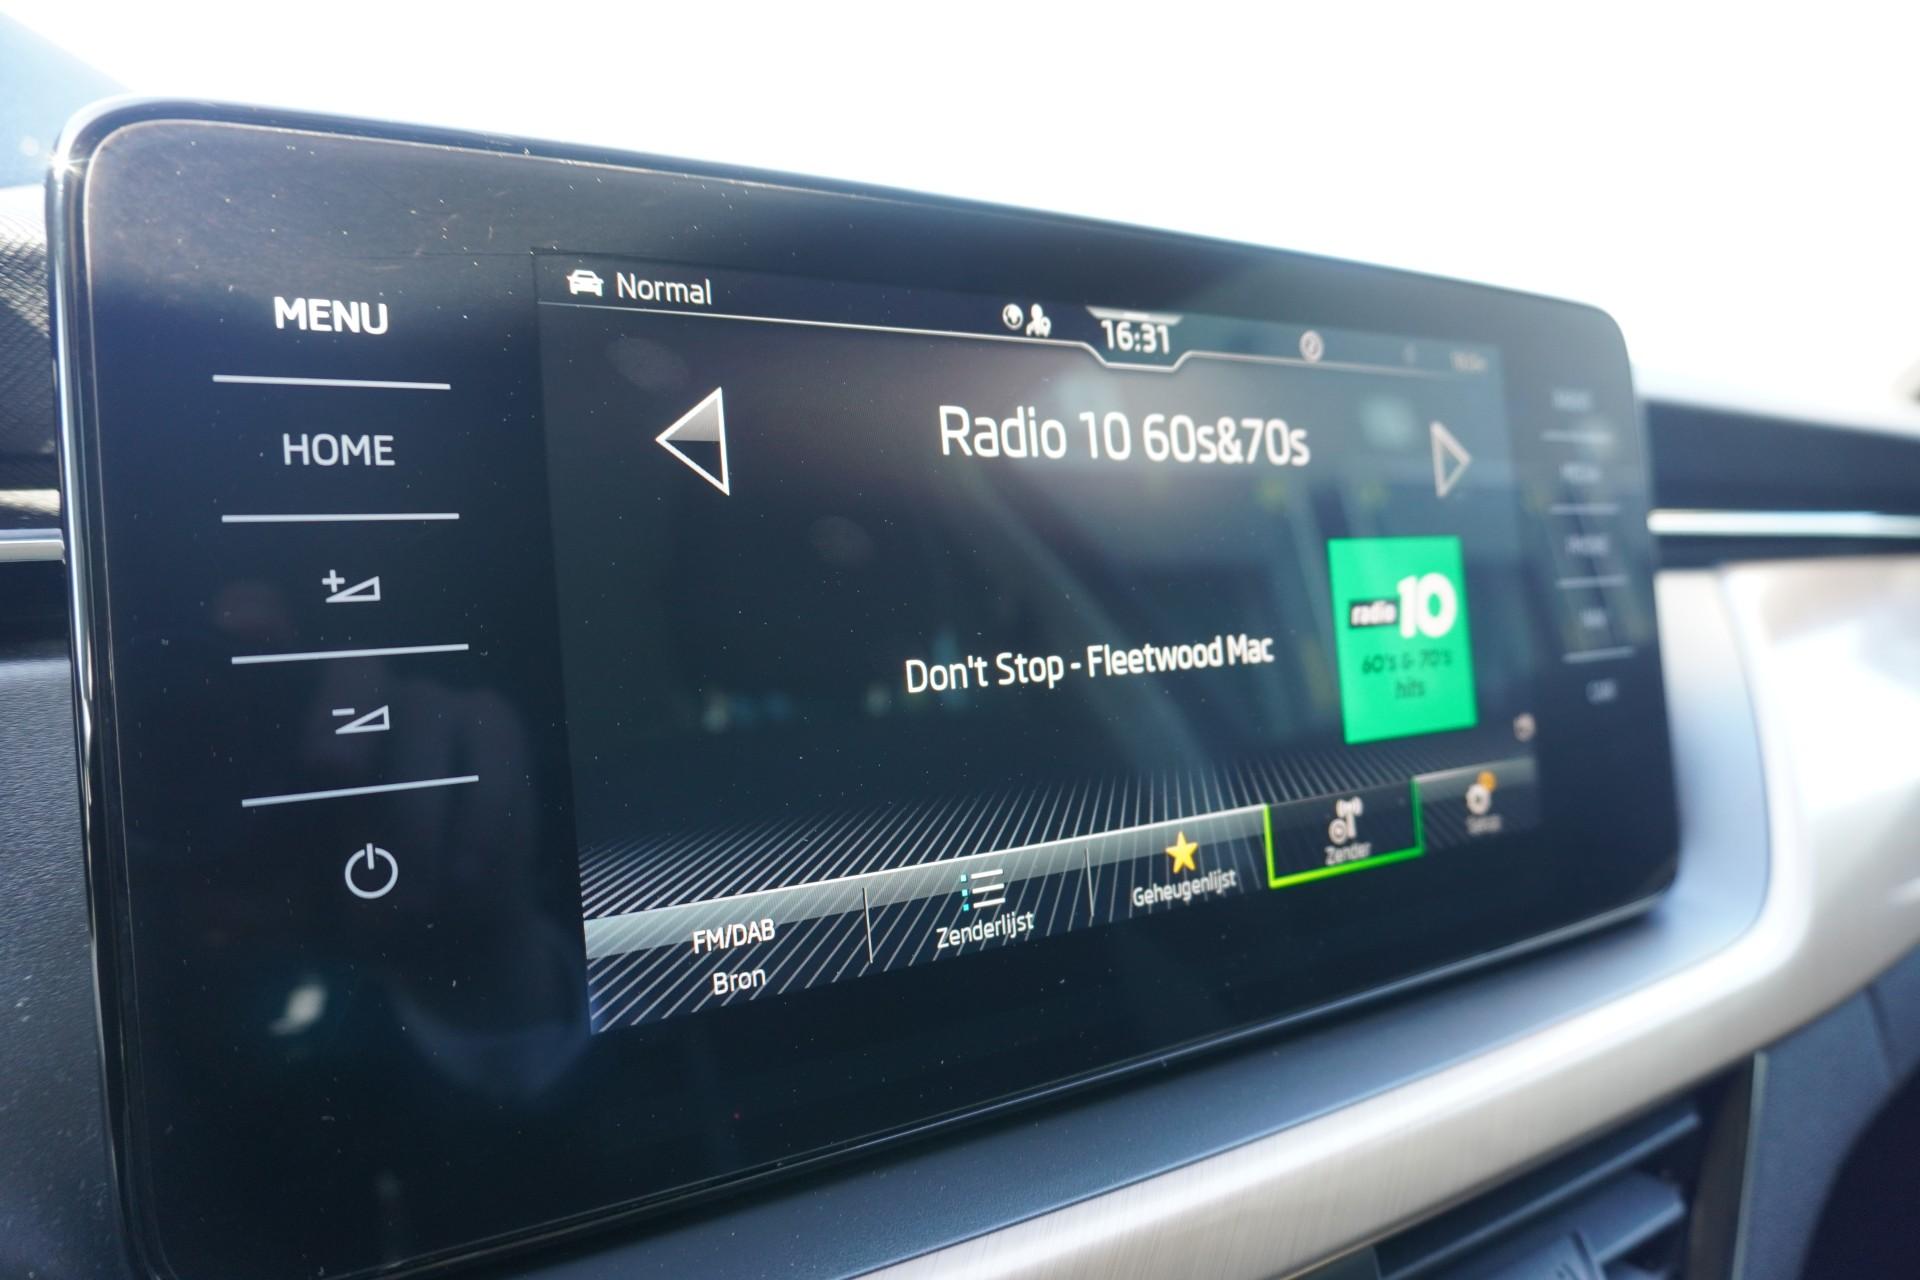 MENU
HOME
Normal
16:31
Radio 10 60s&70s
Don't Stop - Fleetwood Mac
radio 10
60's & 70's
hits
FM/DAB
Bron
Zenderlijst
Geheugenlijst
Zender